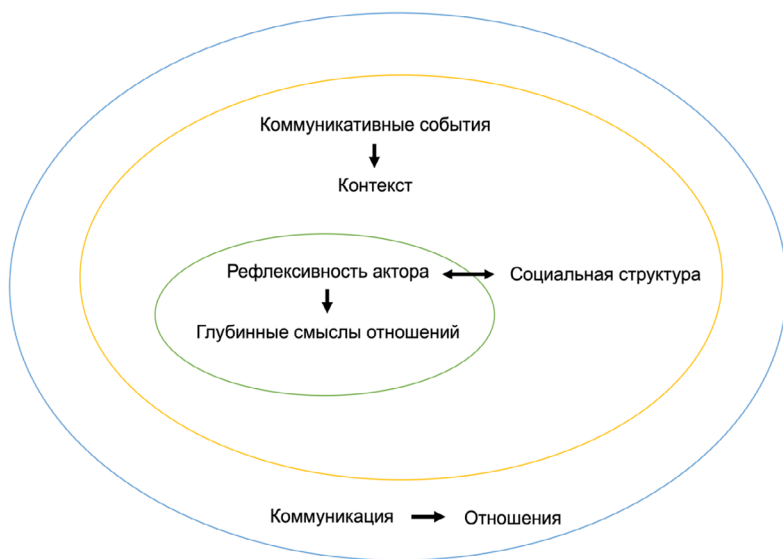 Коммуникативные события
Контекст
Рефлексивность актора
Социальная структура
Глубинные смыслы отношений
Коммуникация
Отношения